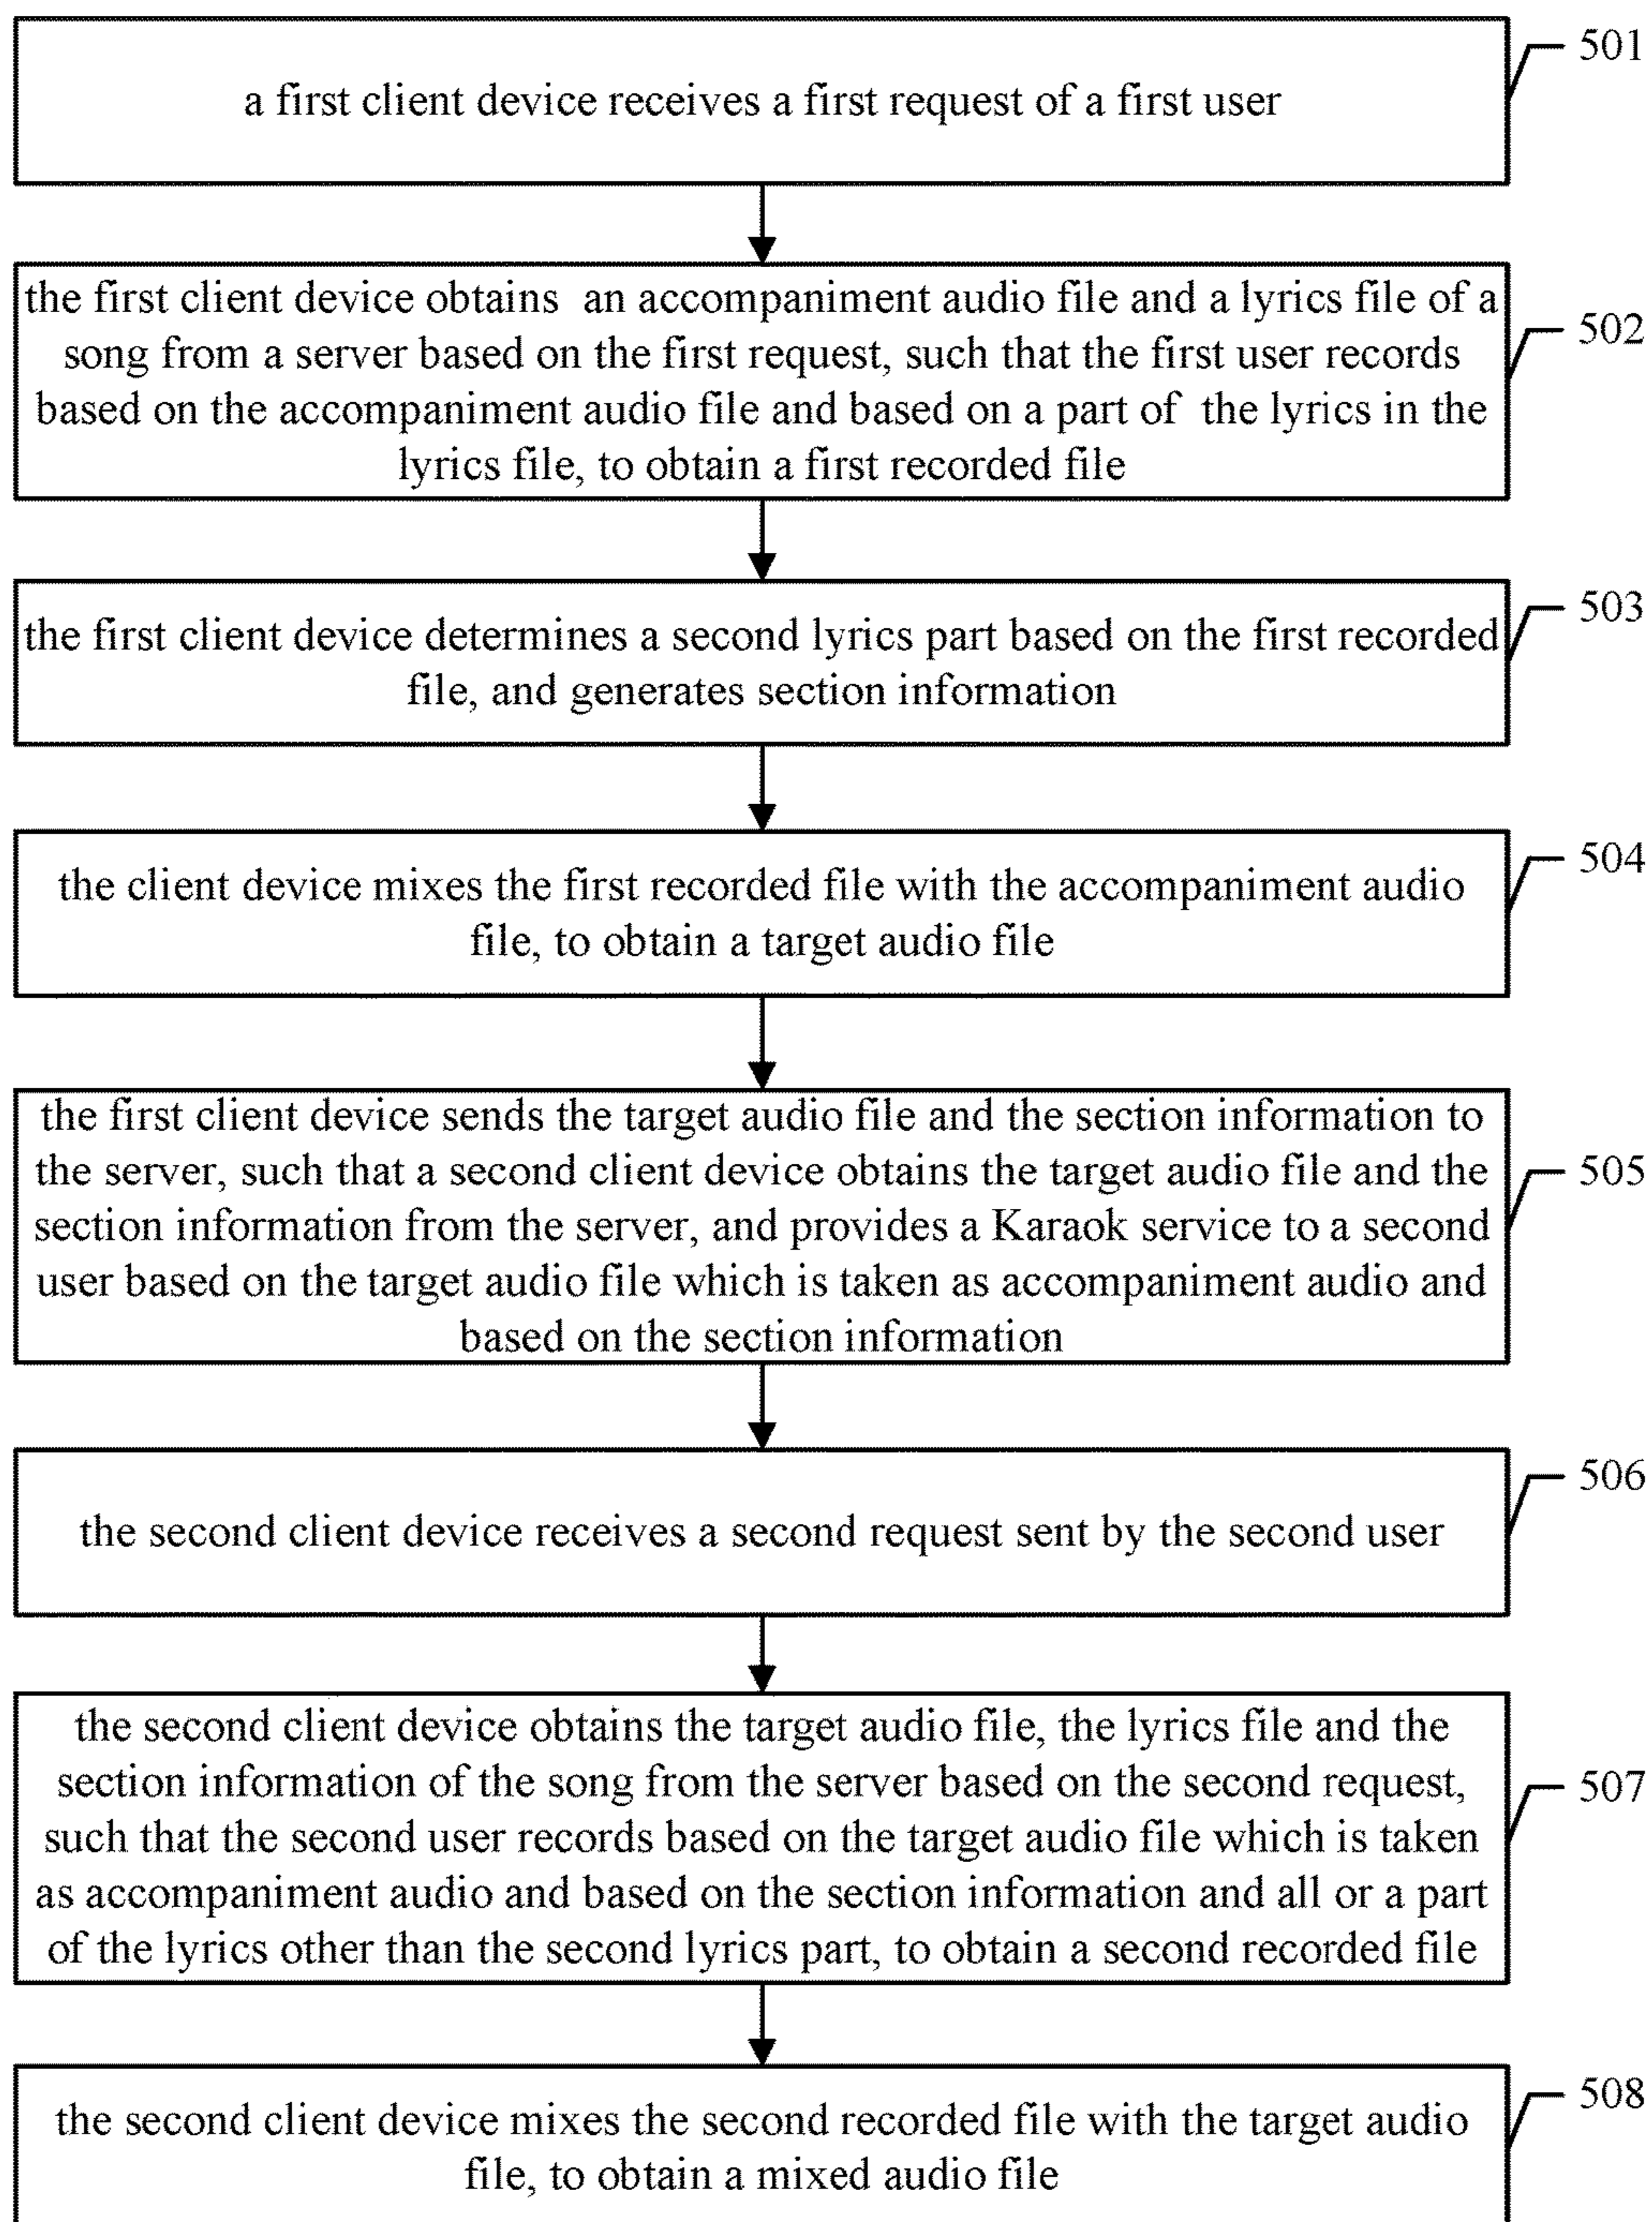 a first client device receives a first request of a first user
501
the first client device obtains an accompaniment audio file and a lyrics file of a
song from a server based on the first request, such that the first user records
based on the accompaniment audio file and based on a part of the lyrics in the
lyrics file, to obtain a first recorded file
502
the first client device determines a second lyrics part based on the first recorded
file, and generates section information
503
the client device mixes the first recorded file with the accompaniment audio
file, to obtain a target audio file
504
the first client device sends the target audio file and the section information to
the server, such that a second client device obtains the target audio file and the
section information from the server, and provides a Karaok service to a second
user based on the target audio file which is taken as accompaniment audio and
based on the section information
505
the second client device receives a second request sent by the second user
506
the second client device obtains the target audio file, the lyrics file and the
section information of the song from the server based on the second request,
such that the second user records based on the target audio file which is taken
as accompaniment audio and based on the section information and all or a part
of the lyrics other than the second lyrics part, to obtain a second recorded file
507
the second client device mixes the second recorded file with the target audio
file, to obtain a mixed audio file
508